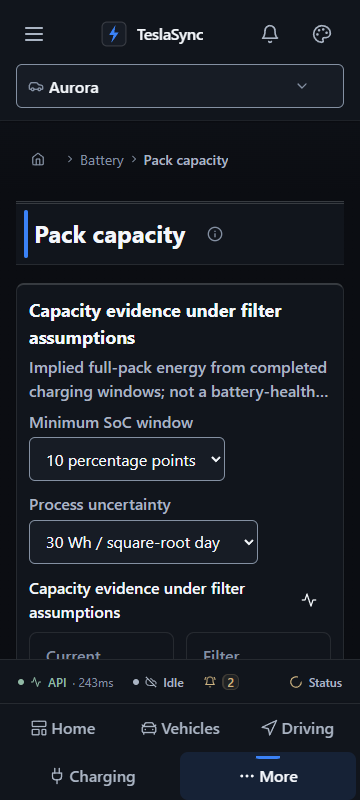 TeslaSync
Aurora
Battery
Pack capacity
Pack capacity
Capacity evidence under filter
assumptions
Implied full-pack energy from completed
charging windows; not a battery-health...
Minimum SoC window
10 percentage points
Process uncertainty
30 Wh / square-root day
Capacity evidence under filter
assumptions
Current
Filter
API · 243ms
Idle
2
Status
Home
Vehicles
Driving
Charging
More